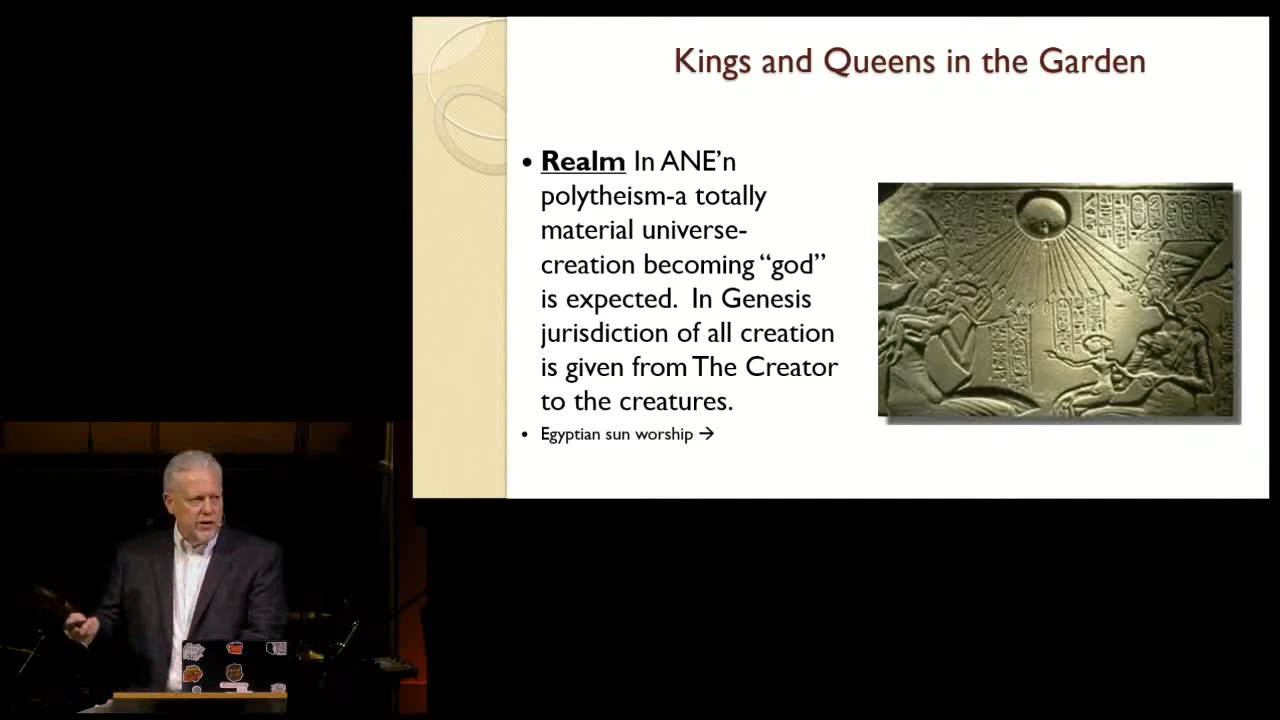 Kings and Queens in the Garden
• Realm In ANE’n
polytheism-a totally
material universe-
creation becoming “god”
is expected.  In Genesis
jurisdiction of all creation
is given from The Creator
to the creatures.
• Egyptian sun worship →